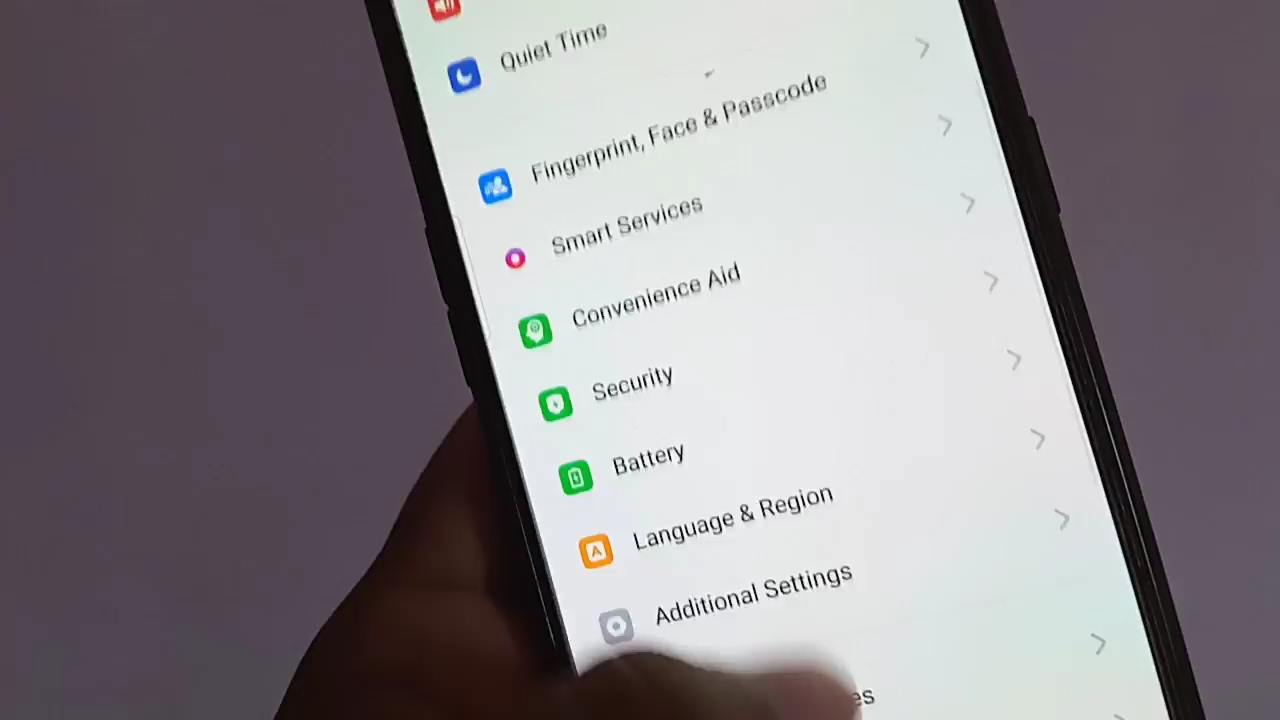 Quiet Time
Fingerprint, Face & Passcode
Smart Services
Convenience Aid
Security
Battery
Language & Region
Additional Settings